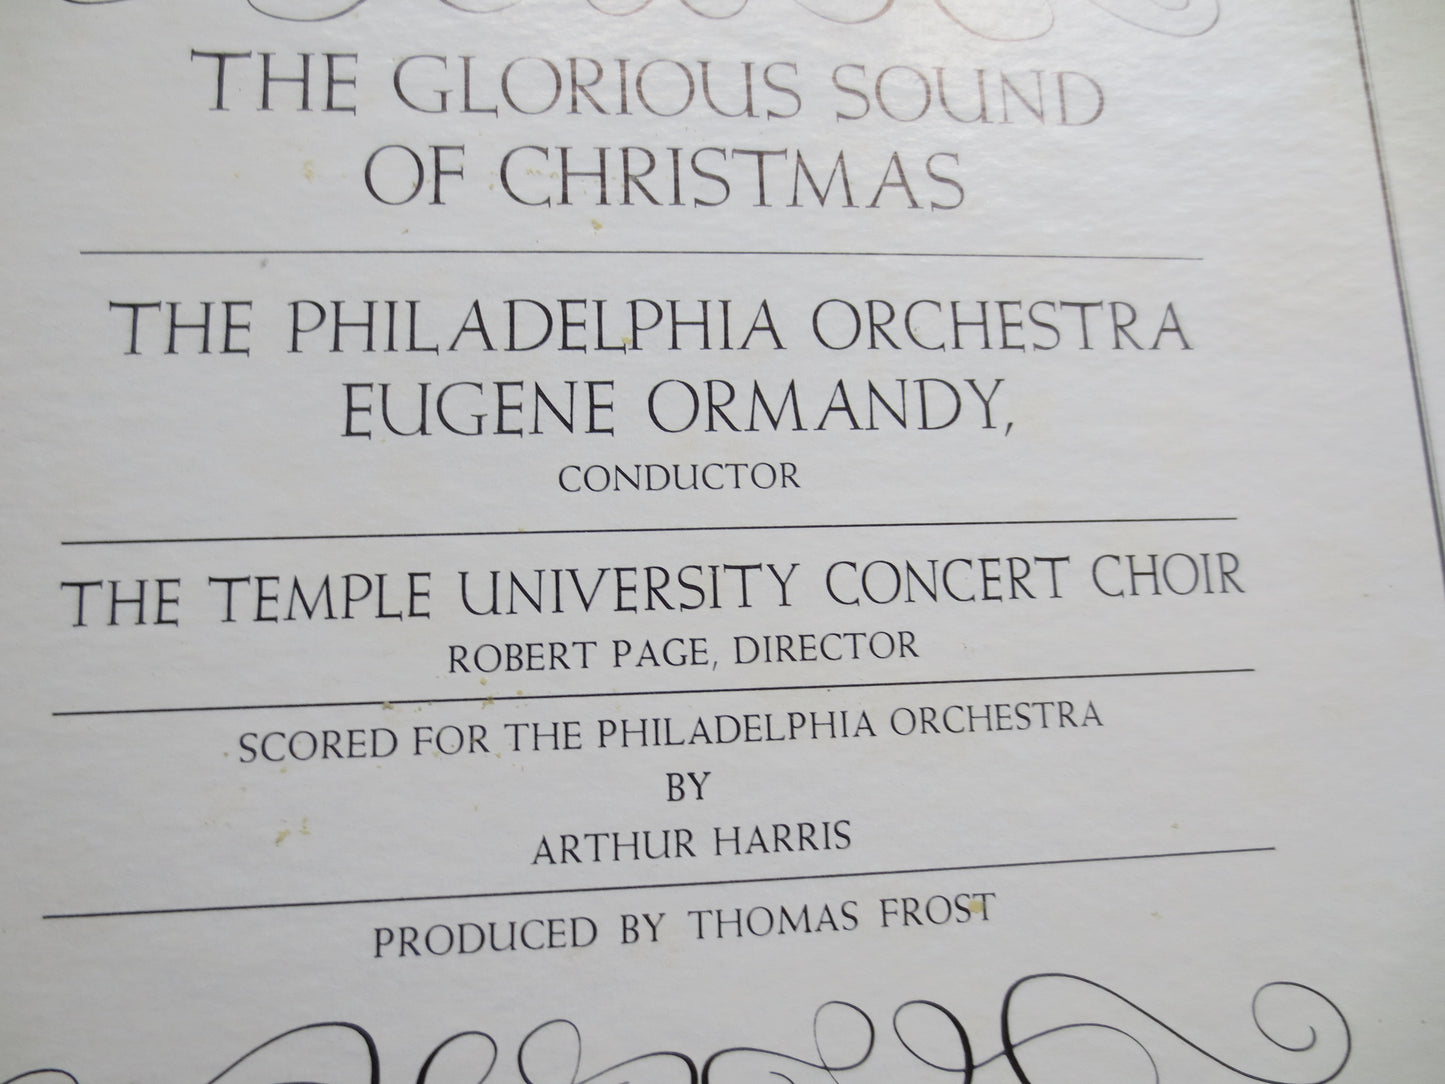 THE GLORIOUS SOUND
OF CHRISTMAS
THE PHILADELPHIA ORCHESTRA
EUGENE ORMANDY,
CONDUCTOR
THE TEMPLE UNIVERSITY CONCERT CHOIR
ROBERT PAGE, DIRECTOR
SCORED FOR THE PHILADELPHIA ORCHESTRA
BY
ARTHUR HARRIS
PRODUCED BY THOMAS FROST